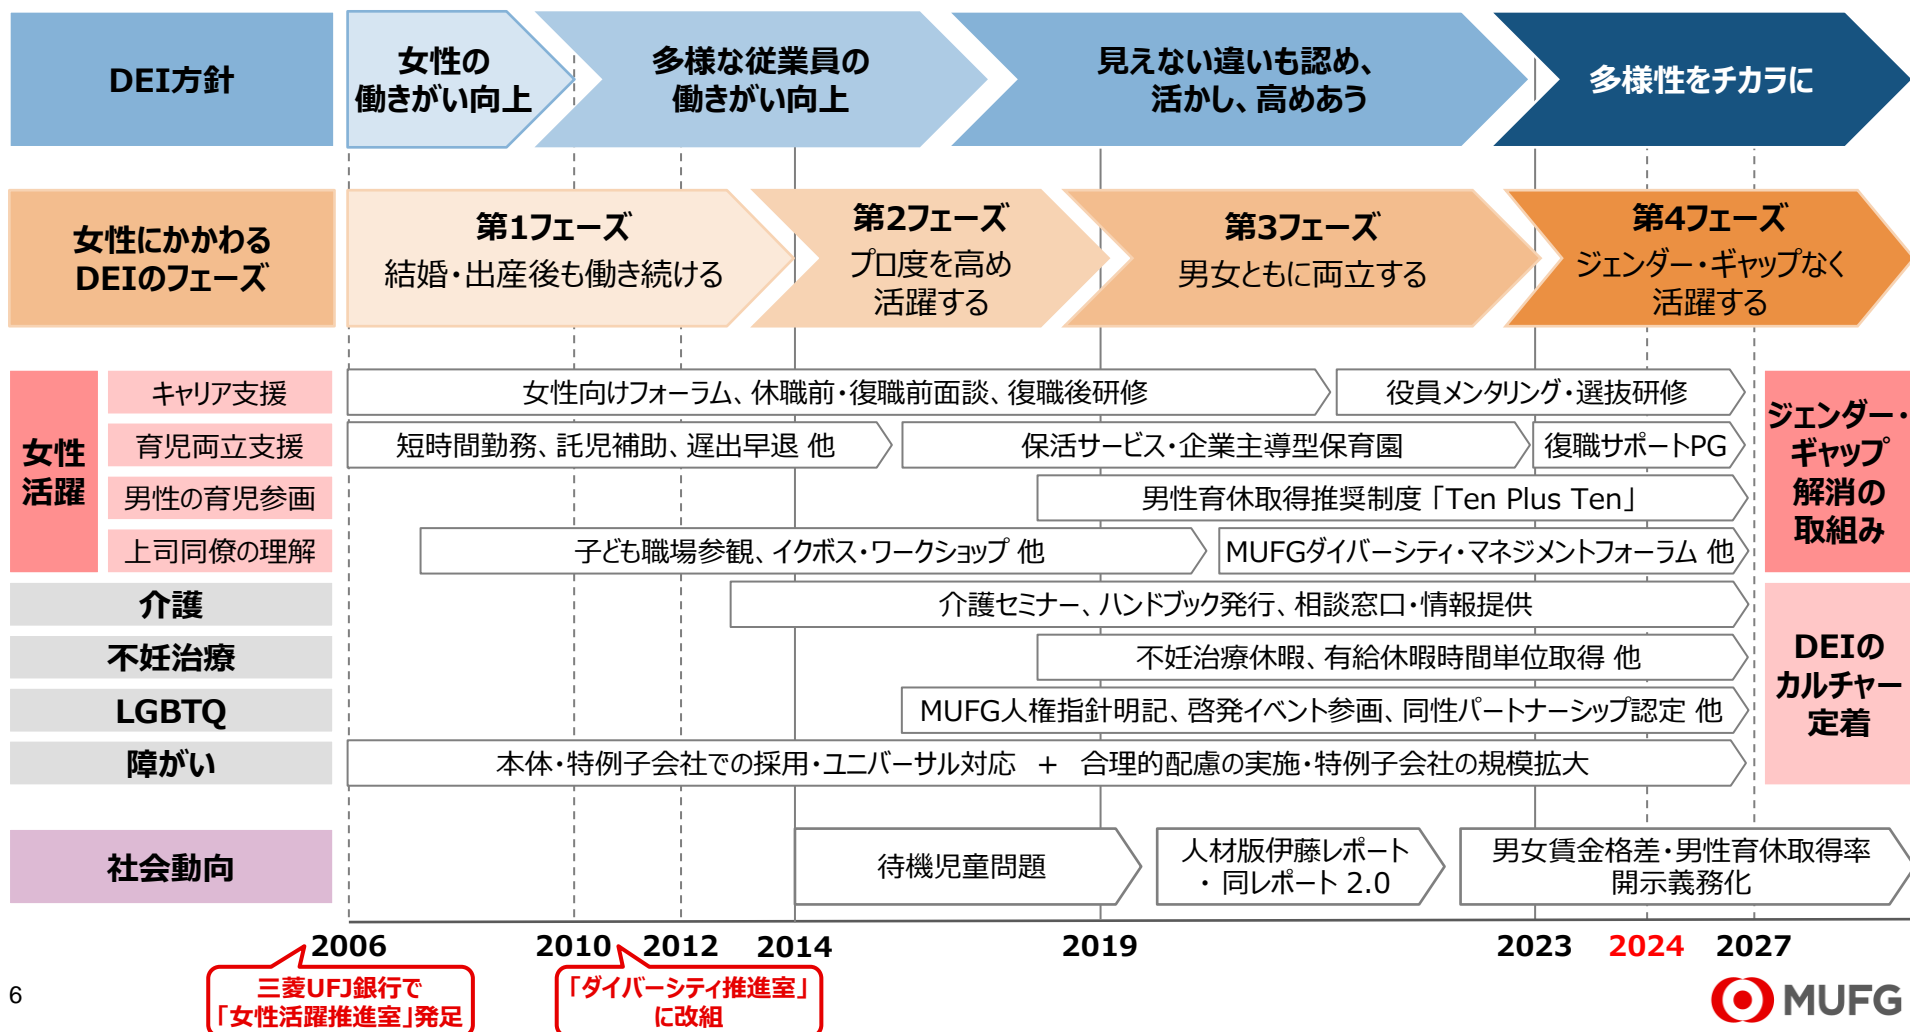 DEI方針
女性の
働きがい向上
多様な従業員の
働きがい向上
見えない違いも認め、
活かし、高めあう
多様性をチカラに
女性にかかわる
DEIのフェーズ
第1フェーズ
結婚・出産後も働き続ける
第2フェーズ
プロ度を高め
活躍する
第3フェーズ
男女ともに両立する
第4フェーズ
ジェンダー・ギャップなく
活躍する
女性
活躍
キャリア支援
女性向けフォーラム、休職前・復職前面談、復職後研修
役員メンタリング・選抜研修
育児両立支援
短時間勤務、託児補助、遅出早退 他
保活サービス・企業主導型保育園
復職サポートPG
男性の育児参画
男性育休取得推奨制度「Ten Plus Ten」
上司同僚の理解
子ども職場参観、イクボス・ワークショップ 他
MUFGダイバーシティ・マネジメントフォーラム 他
ジェンダー・
ギャップ
解消の
取組み
介護
介護セミナー、ハンドブック発行、相談窓口・情報提供
不妊治療
不妊治療休暇、有給休暇時間単位取得 他
LGBTQ
MUFG人権指針明記、啓発イベント参画、同性パートナーシップ認定 他
障がい
本体・特例子会社での採用・ユニバーサル対応 + 合理的配慮の実施・特例子会社の規模拡大
DEIの
カルチャー
定着
社会動向
待機児童問題
人材版伊藤レポート
・ 同レポート 2.0
男女賃金格差・男性育休取得率
開示義務化
2006
2010
2012
2014
2019
2023
2024
2027
三菱UFJ銀行で
「女性活躍推進室」発足
「ダイバーシティ推進室」
に改組
6
MUFG